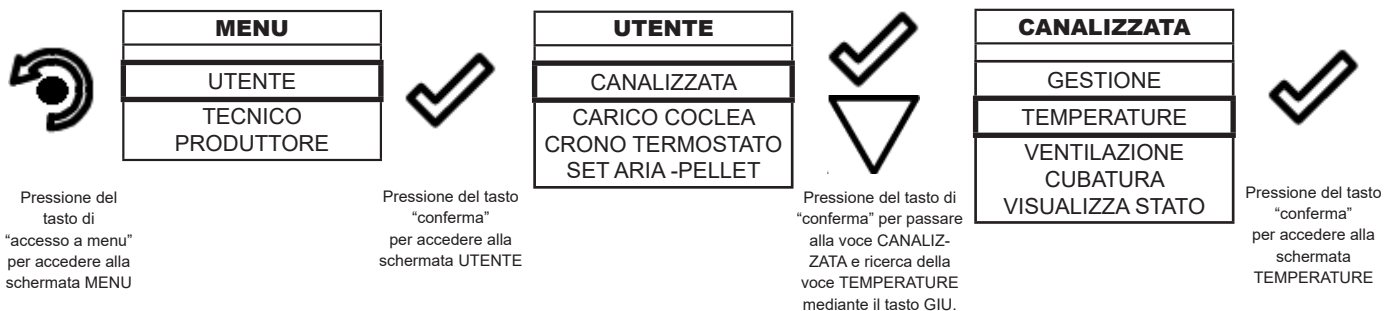 MENU
UTENTE
TECNICO
PRODUTTORE
UTENTE
CANALIZZATA
CARICO COCLEA
CRONO TERMOSTATO
SET ARIA -PELLET
CANALIZZATA
GESTIONE
TEMPERATURE
VENTILAZIONE
CUBATURA
VISUALIZZA STATO
Pressione del
tasto di
“accesso a menu”
per accedere alla
schermata MENU
Pressione del tasto
“conferma”
per accedere alla
schermata UTENTE
Pressione del tasto di
“conferma” per passare
alla voce CANALIZ-
ZATA e ricerca della
voce TEMPERATURE
mediante il tasto GIU.
Pressione del tasto
“conferma”
per accedere alla
schermata
TEMPERATURE